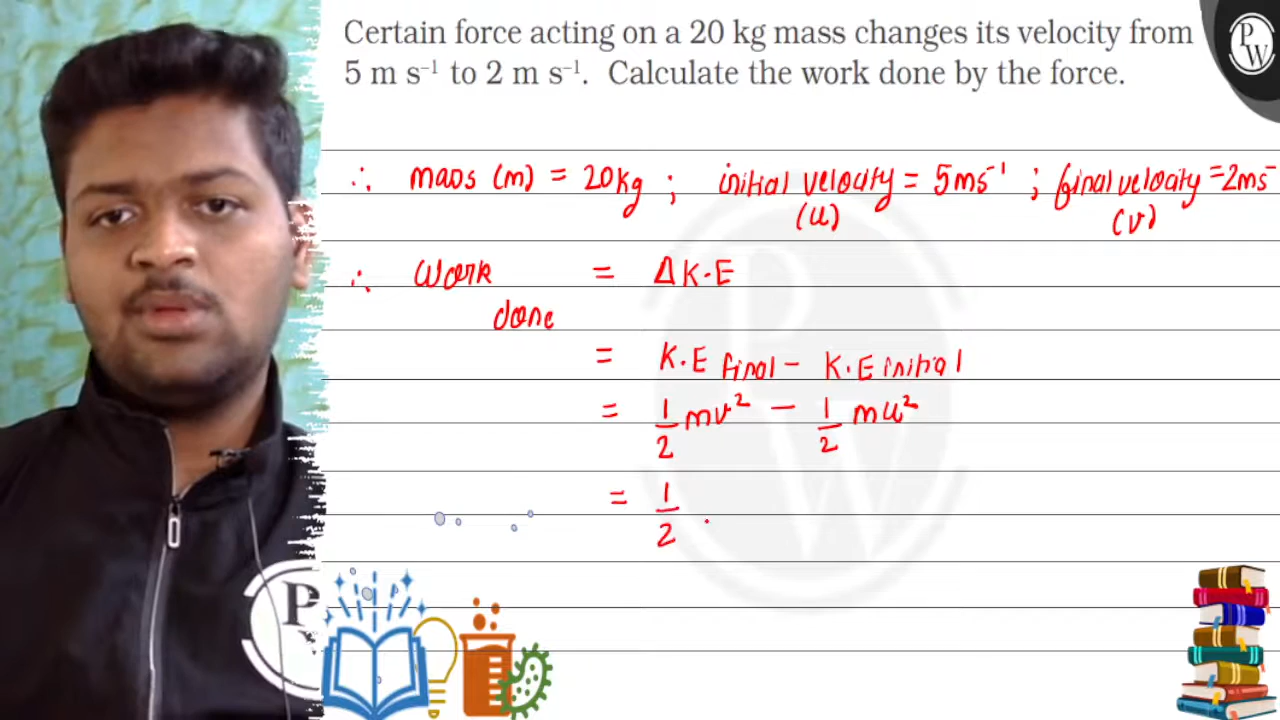 Certain force acting on a 20 kg mass changes its velocity from
5 m s⁻¹ to 2 m s⁻¹. Calculate the work done by the force.
P
W
∴ mass (m) = 20kg ; initial velocity = 5ms⁻¹ ; final velocity = 2ms⁻
(u) (v)
∴ Work = ΔK.E
done
= K.E final - K.E initial
= 1/2 mv² - 1/2 mu²
= 1/2
P
W
P